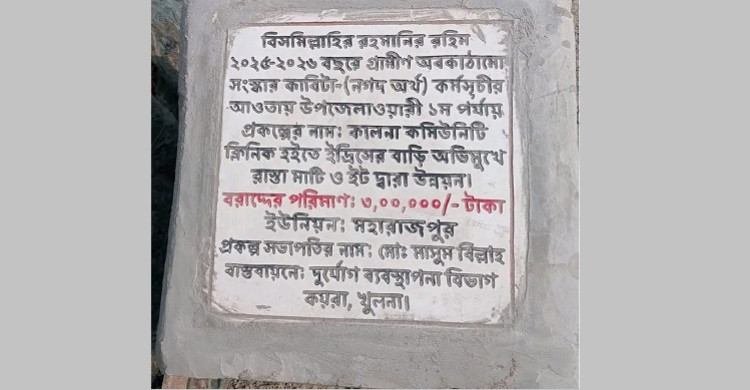 বিসমিল্লাহির রহমানির রহিম
২০২৫-২০২৬ বছরে গ্রামীণ অবকাঠামো
সংস্কার কাবিটা-(নগদ অর্থ) কর্মসূচীর
আওতায় উপজেলাওয়ারী ১ম পর্যায়
প্রকল্পের নাম: কালনা কমিউনিটি
ক্লিনিক হইতে ইদ্রিসের বাড়ি অভিমুখে
রাস্তা মাটি ও ইট দ্বারা উন্নয়ন।
বরাদ্দের পরিমাণ: ৩,০০,০০০/- টাকা
ইউনিয়ন: মহারাজপুর
প্রকল্প সভাপতির নাম: মোঃ মাসুম বিল্লাহ
বাস্তবায়নে: দুর্যোগ ব্যবস্থাপনা বিভাগ
কয়রা, খুলনা।